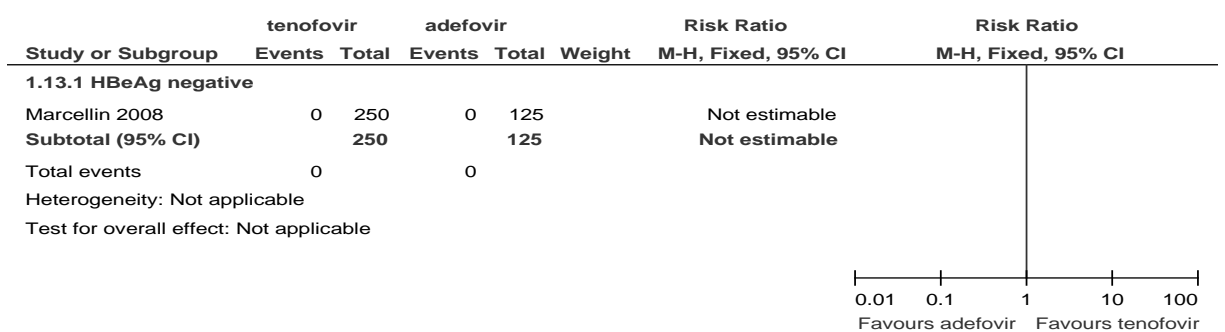 tenofovir adefovir Risk Ratio Risk Ratio
Study or Subgroup Events Total Events Total Weight M-H, Fixed, 95% CI M-H, Fixed, 95% CI
1.13.1 HBeAg negative
Marcellin 2008 0 250 0 125 Not estimable
Subtotal (95% CI) 250 125 Not estimable
Total events 0 0
Heterogeneity: Not applicable
Test for overall effect: Not applicable
0.01 0.1 1 10 100
Favours adefovir Favours tenofovir